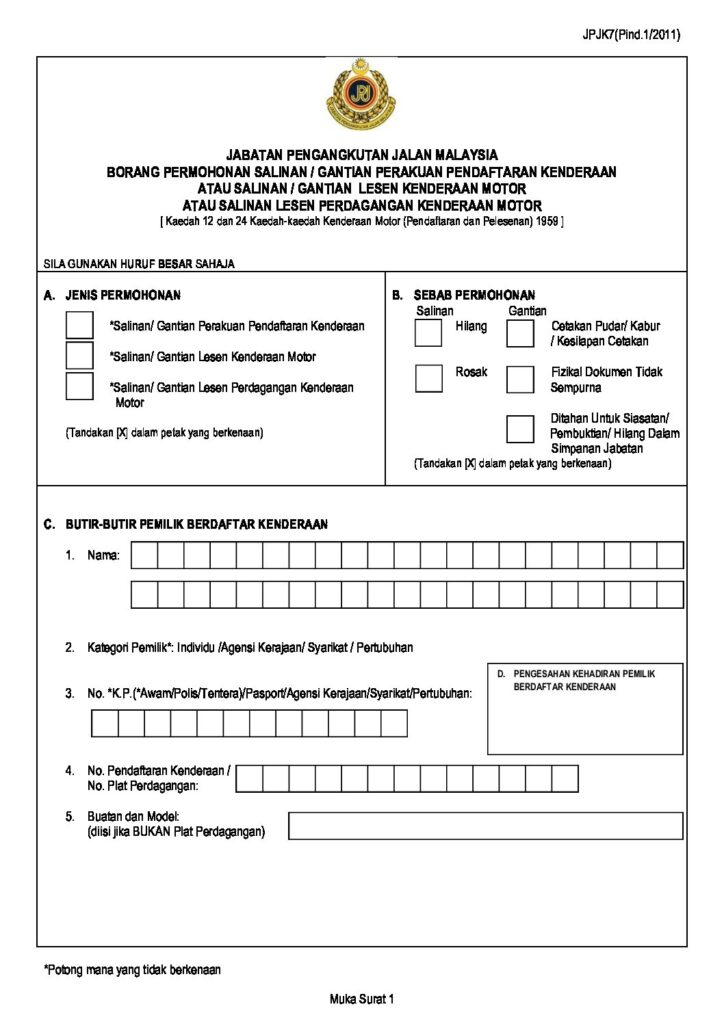 JPJK7(Pind.1/2011)
JPJ
JABATAN PENGANGKUTAN JALAN MALAYSIA
BORANG PERMOHONAN SALINAN / GANTIAN PERAKUAN PENDAFTARAN KENDERAAN
ATAU SALINAN / GANTIAN LESEN KENDERAAN MOTOR
ATAU SALINAN LESEN PERDAGANGAN KENDERAAN MOTOR
[ Kaedah 12 dan 24 Kaedah-kaedah Kenderaan Motor (Pendaftaran dan Pelesenan) 1959 ]
SILA GUNAKAN HURUF BESAR SAHAJA
A. JENIS PERMOHONAN
*Salinan/ Gantian Perakuan Pendaftaran Kenderaan
*Salinan/ Gantian Lesen Kenderaan Motor
*Salinan/ Gantian Lesen Perdagangan Kenderaan
Motor
(Tandakan [X] dalam petak yang berkenaan)
B. SEBAB PERMOHONAN
Salinan Gantian
Hilang Cetakan Pudar/ Kabur
/ Kesilapan Cetakan
Rosak Fizikal Dokumen Tidak
Sempurna
Ditahan Untuk Siasatan/
Pembuktian/ Hilang Dalam
Simpanan Jabatan
(Tandakan [X] dalam petak yang berkenaan)
C. BUTIR-BUTIR PEMILIK BERDAFTAR KENDERAAN
1. Nama:
2. Kategori Pemilik*: Individu /Agensi Kerajaan/ Syarikat / Pertubuhan
D. PENGESAHAN KEHADIRAN PEMILIK
BERDAFTAR KENDERAAN
3. No. *K.P.(*Awam/Polis/Tentera)/Pasport/Agensi Kerajaan/Syarikat/Pertubuhan:
4. No. Pendaftaran Kenderaan /
No. Plat Perdagangan:
5. Buatan dan Model:
(diisi jika BUKAN Plat Perdagangan)
*Potong mana yang tidak berkenaan
Muka Surat 1